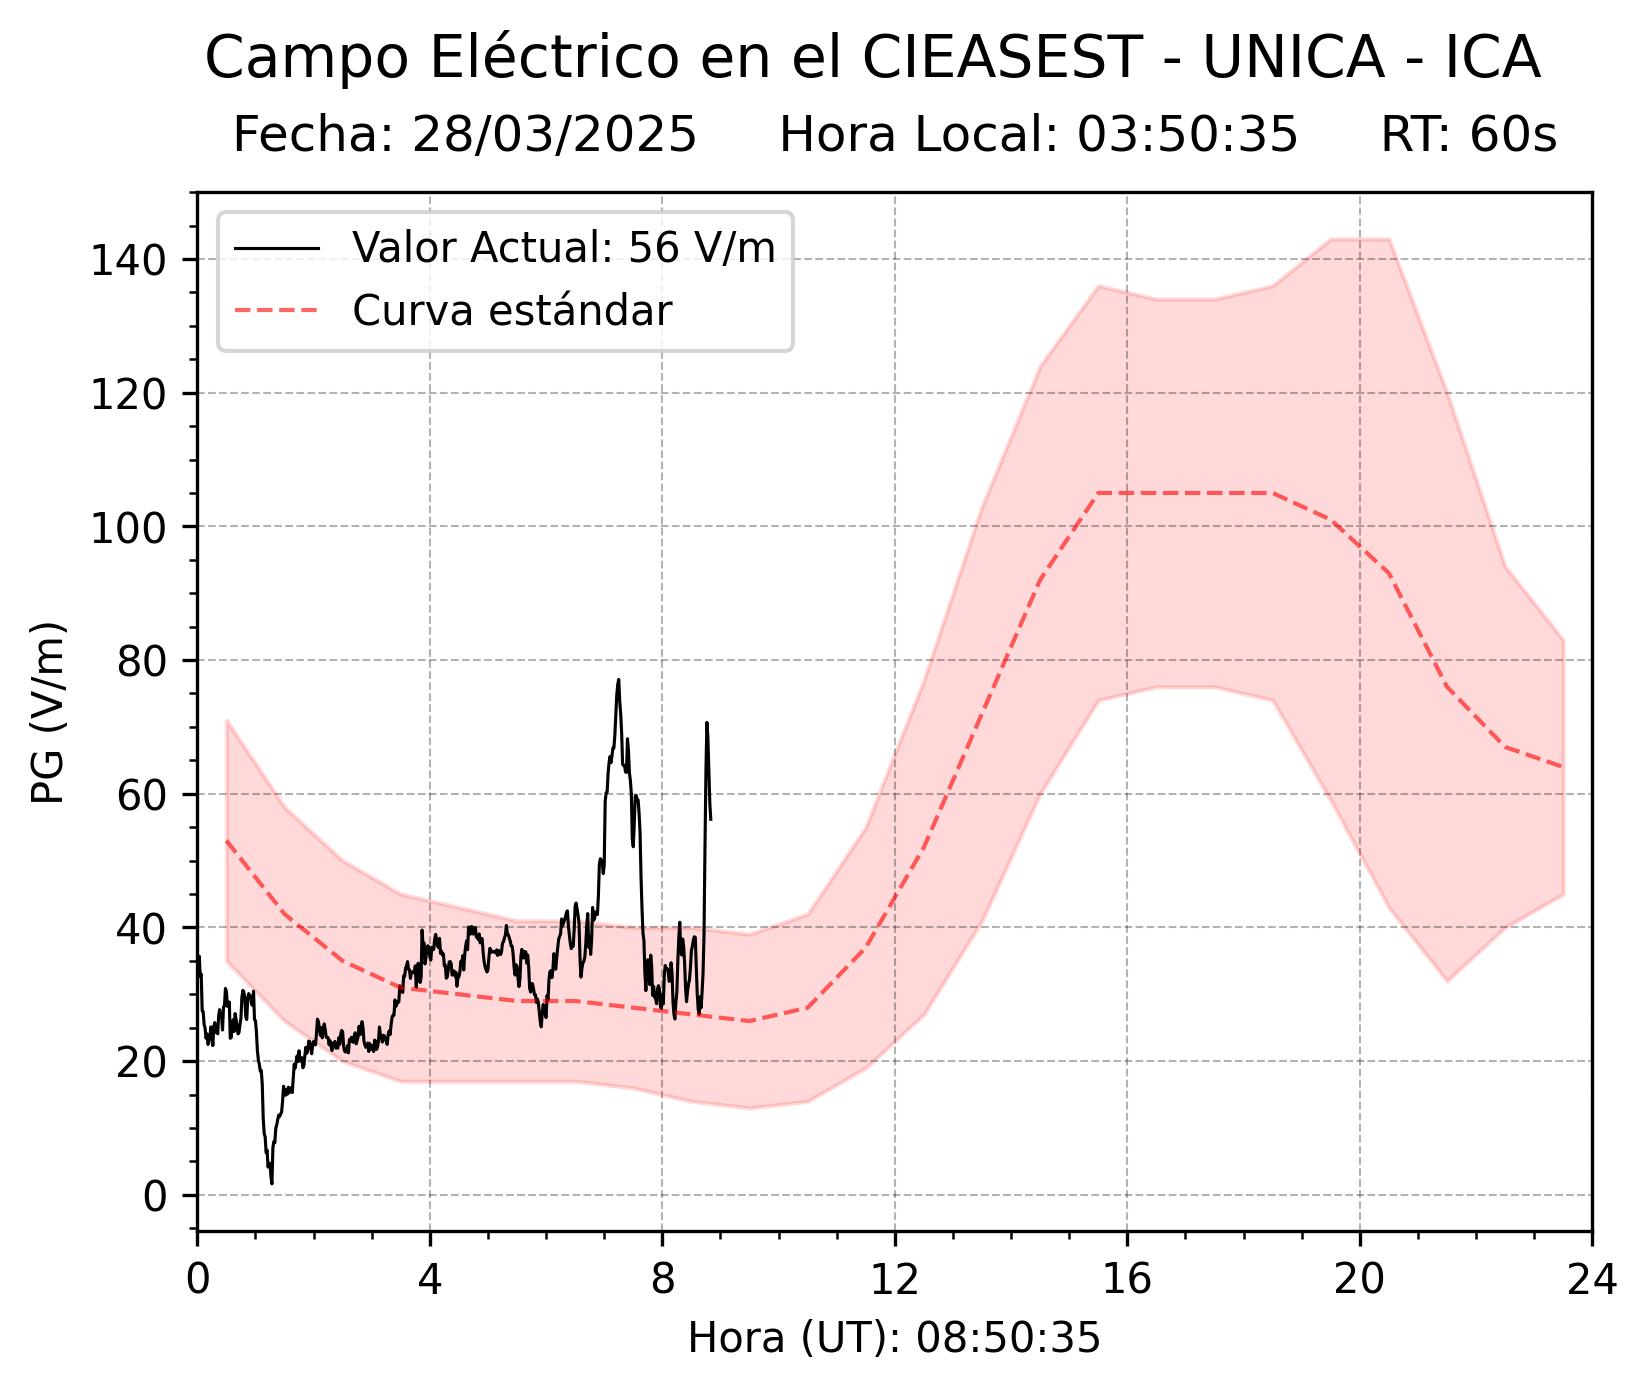 Campo Eléctrico en el CIEASEST - UNICA - ICA
Fecha: 28/03/2025 Hora Local: 03:50:35 RT: 60s
Valor Actual: 56 V/m
Curva estándar
PG (V/m)
140
120
100
80
60
40
20
0
0 4 8 12 16 20 24
Hora (UT): 08:50:35